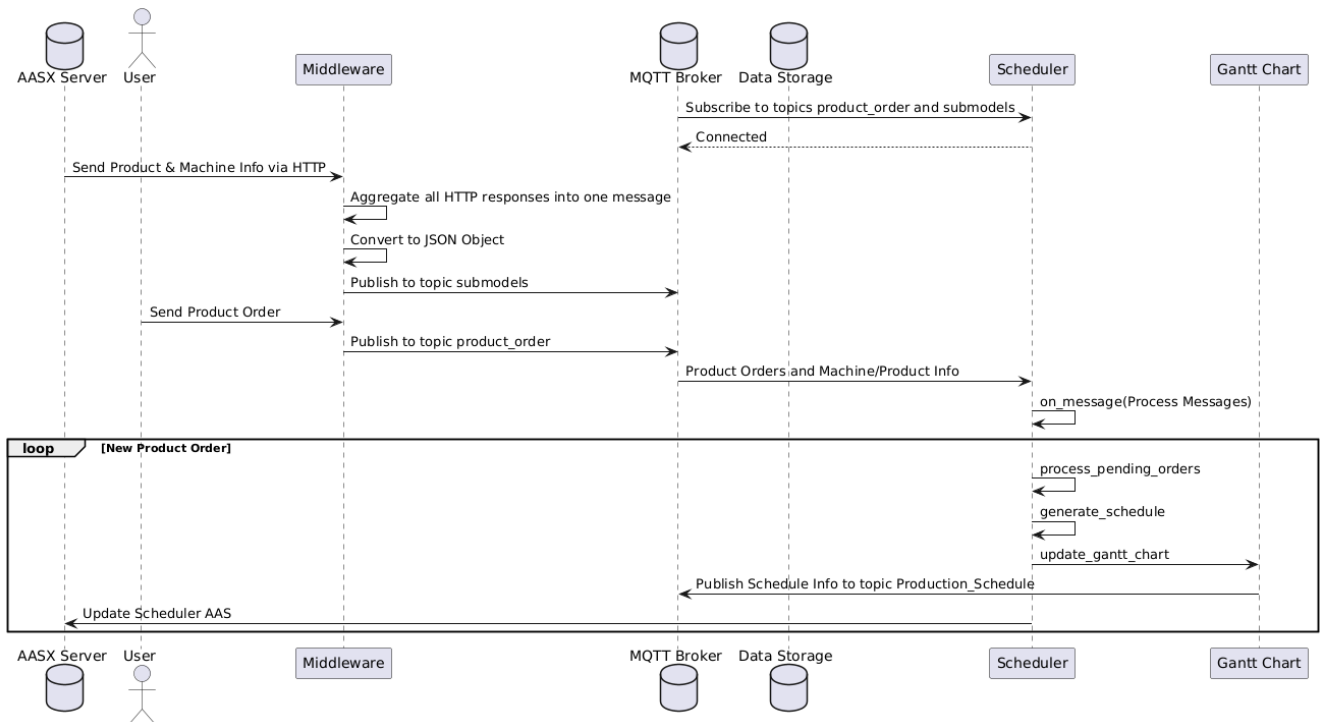 AASX Server
User
Middleware
MQTT Broker
Data Storage
Scheduler
Gantt Chart
Subscribe to topics product_order and submodels
Connected
Send Product & Machine Info via HTTP
Aggregate all HTTP responses into one message
Convert to JSON Object
Publish to topic submodels
Send Product Order
Publish to topic product_order
Product Orders and Machine/Product Info
on_message(Process Messages)
loop
[New Product Order]
process_pending_orders
generate_schedule
update_gantt_chart
Publish Schedule Info to topic Production_Schedule
Update Scheduler AAS
AASX Server
User
Middleware
MQTT Broker
Data Storage
Scheduler
Gantt Chart